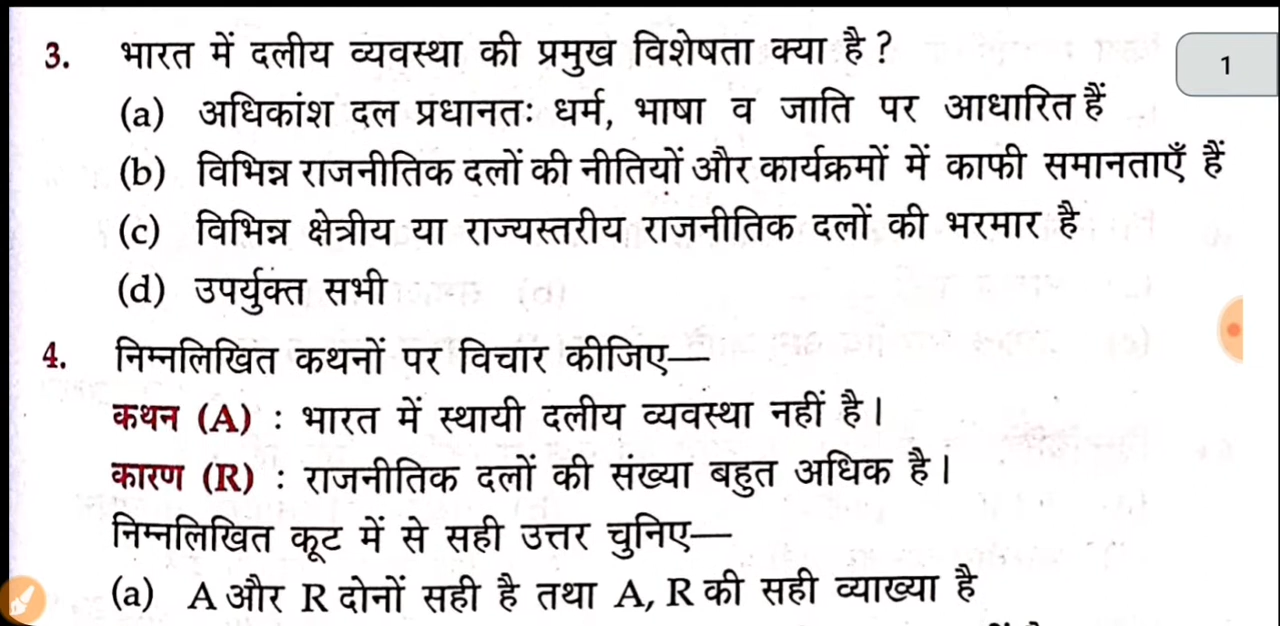 3. भारत में दलीय व्यवस्था की प्रमुख विशेषता क्या है ?
1
(a) अधिकांश दल प्रधानतः धर्म, भाषा व जाति पर आधारित हैं
(b) विभिन्न राजनीतिक दलों की नीतियों और कार्यक्रमों में काफी समानताएँ हैं
(c) विभिन्न क्षेत्रीय या राज्यस्तरीय राजनीतिक दलों की भरमार है
(d) उपर्युक्त सभी
4. निम्नलिखित कथनों पर विचार कीजिए—
कथन (A) : भारत में स्थायी दलीय व्यवस्था नहीं है।
कारण (R) : राजनीतिक दलों की संख्या बहुत अधिक है।
निम्नलिखित कूट में से सही उत्तर चुनिए—
(a) A और R दोनों सही है तथा A, R की सही व्याख्या है